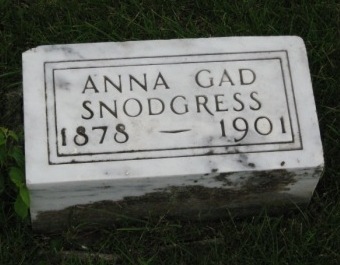 ANNA GAD
SNODGRESS
1878 — 1901